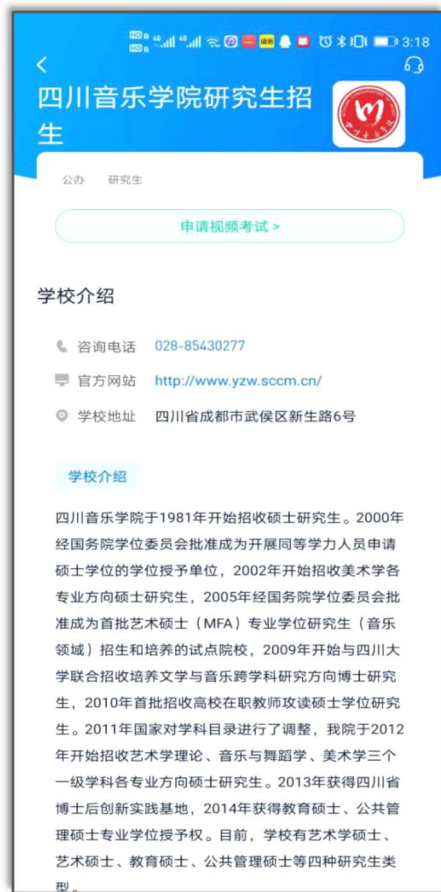 3:18
四川音乐学院研究生招
生
公办 研究生
申请视频考试 >
学校介绍
咨询电话 028-85430277
官方网站 http://www.yzw.sccm.cn/
学校地址 四川省成都市武侯区新生路6号
学校介绍
四川音乐学院于1981年开始招收硕士研究生。2000年
经国务院学位委员会批准成为开展同等学力人员申请
硕士学位的学位授予单位，2002年开始招收美术学各
专业方向硕士研究生，2005年经国务院学位委员会批
准成为首批艺术硕士（MFA）专业学位研究生（音乐
领域）招生和培养的试点院校，2009年开始与四川大
学联合招收培养文学与音乐跨学科研究方向博士研究
生，2010年首批招收高校在职教师攻读硕士学位研究
生。2011年国家对学科目录进行了调整，我院于2012
年开始招收艺术学理论、音乐与舞蹈学、美术学三个
一级学科各专业方向硕士研究生。2013年获得四川省
博士后创新实践基地，2014年获得教育硕士、公共管
理硕士专业学位授予权。目前，学校有艺术学硕士、
艺术硕士、教育硕士、公共管理硕士等四种研究生类
型。